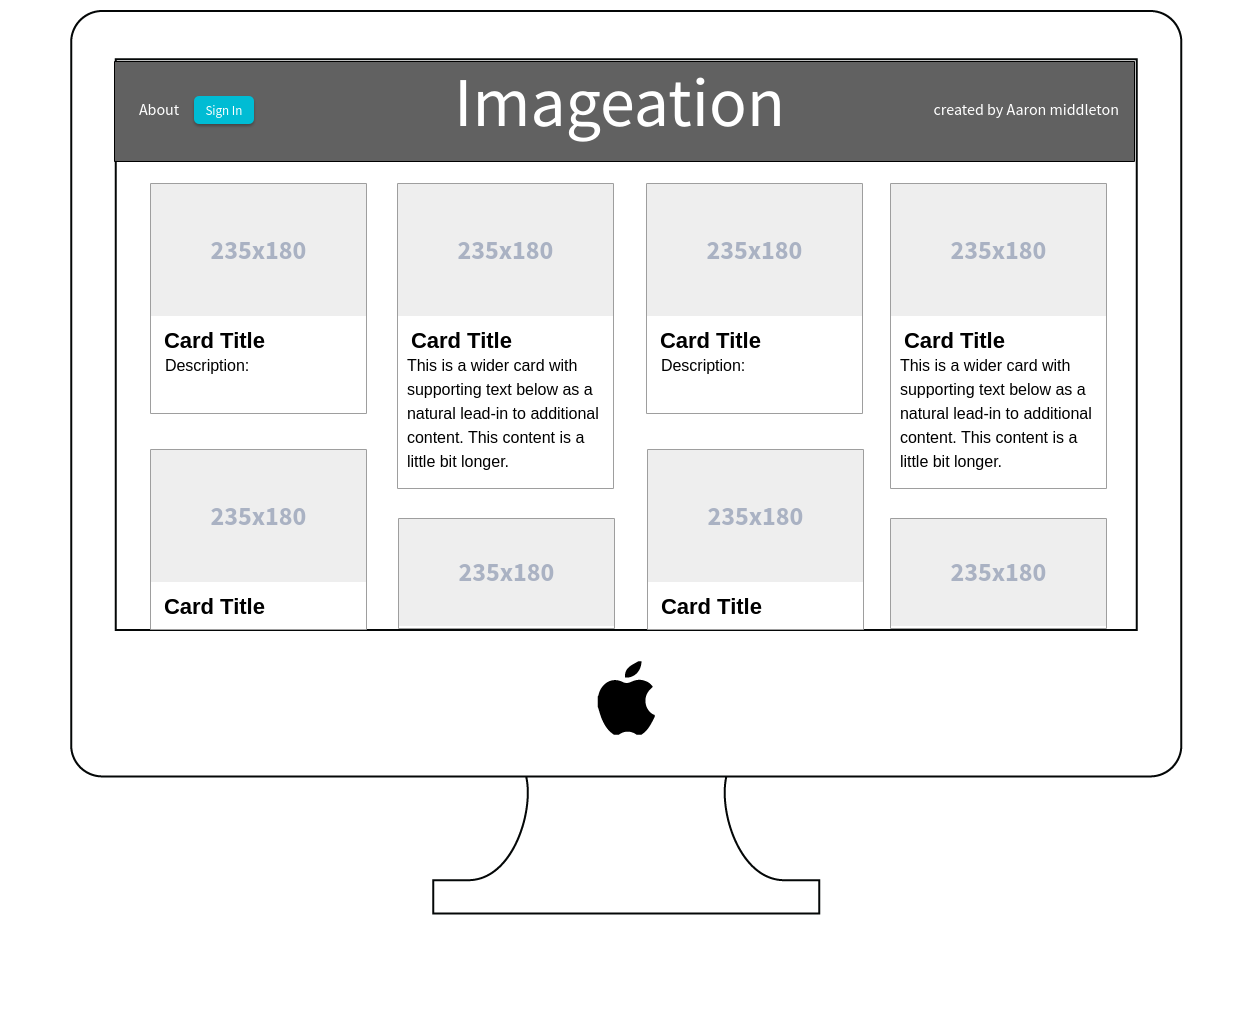 About
Sign In
Imageation
created by Aaron middleton
235x180
Card Title
Description:
235x180
Card Title
This is a wider card with
supporting text below as a
natural lead-in to additional
content. This content is a
little bit longer.
235x180
Card Title
Description:
235x180
Card Title
This is a wider card with
supporting text below as a
natural lead-in to additional
content. This content is a
little bit longer.
235x180
Card Title
235x180
235x180
Card Title
235x180